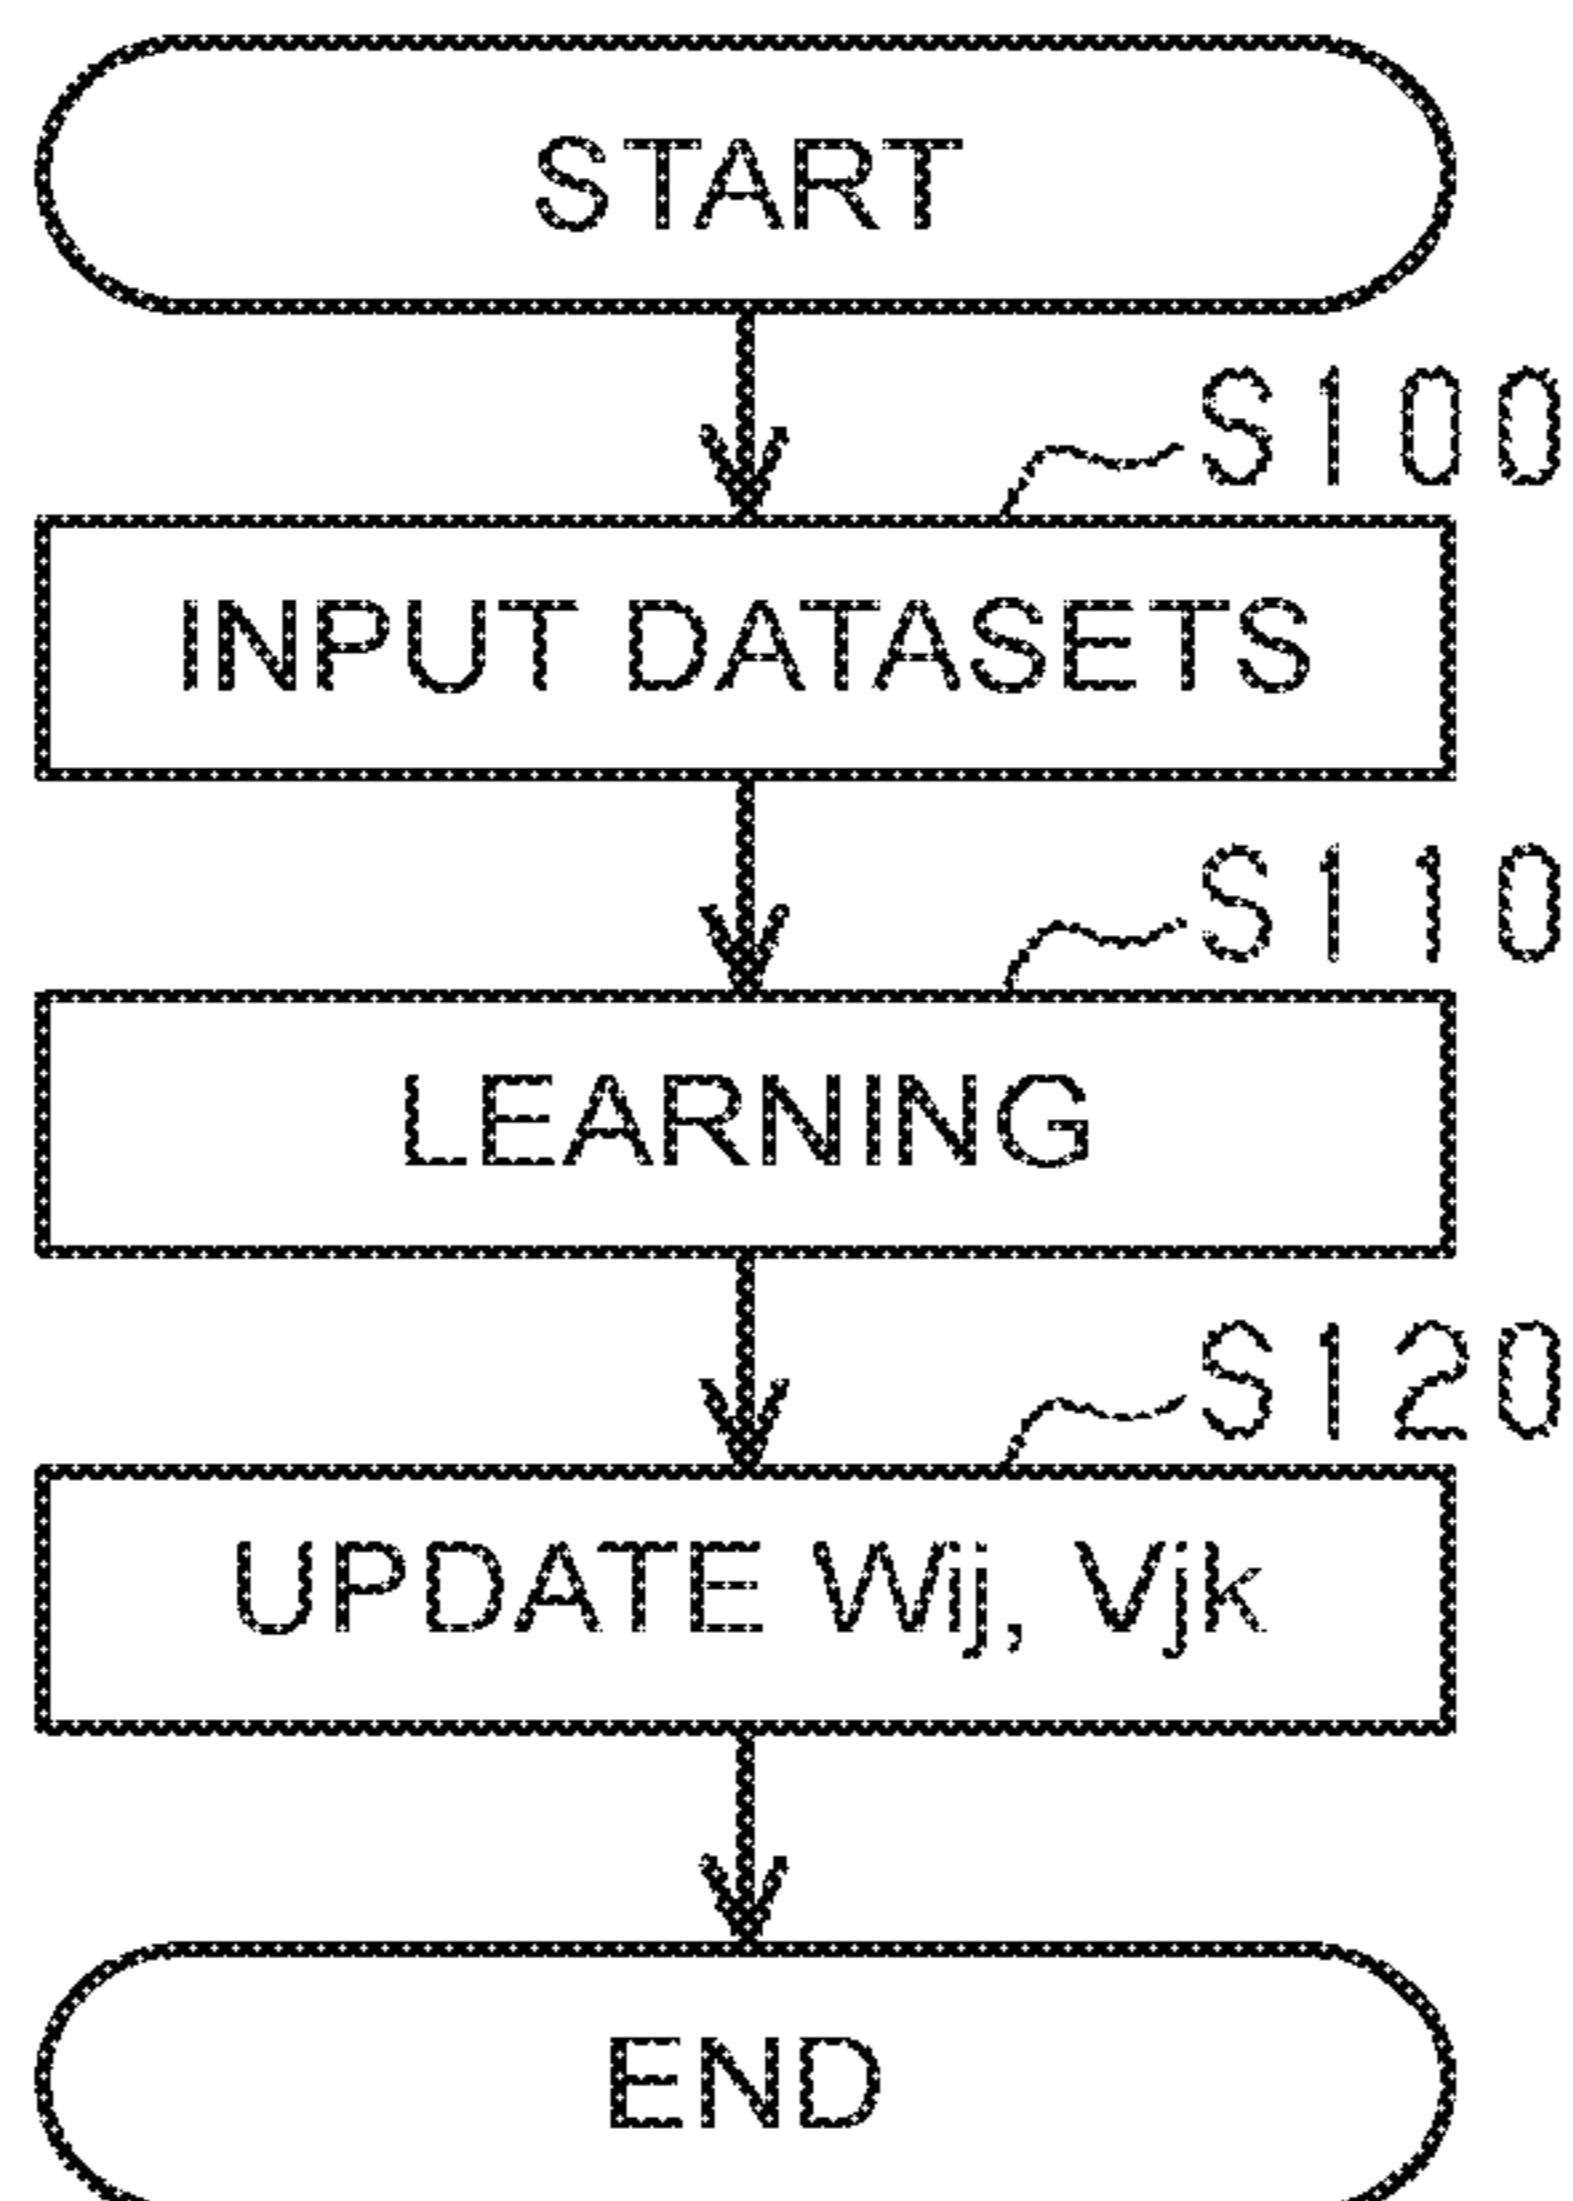 START
S100
INPUT DATASETS
S110
LEARNING
S120
UPDATE Wij, Vjk
END